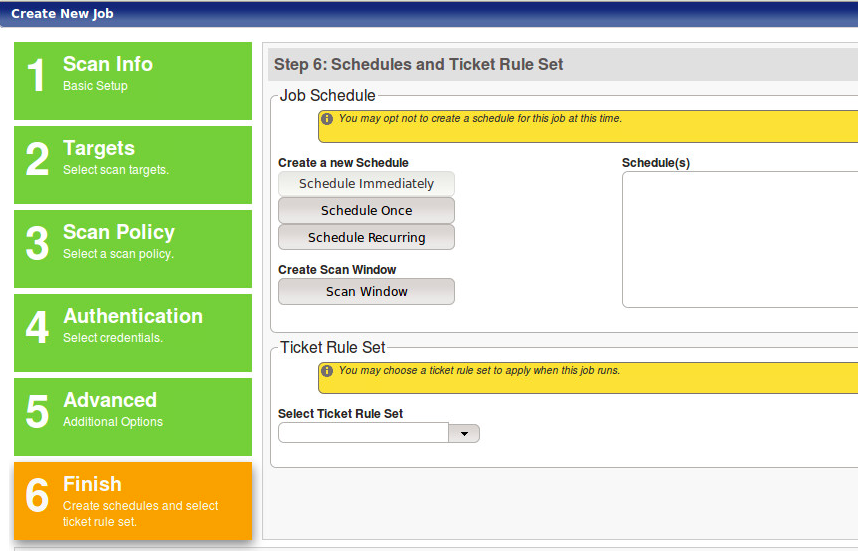 Create New Job
1 Scan Info
Basic Setup
2 Targets
Select scan targets.
3 Scan Policy
Select a scan policy.
4 Authentication
Select credentials.
5 Advanced
Additional Options
6 Finish
Create schedules and select
ticket rule set.
Step 6: Schedules and Ticket Rule Set
Job Schedule
You may opt not to create a schedule for this job at this time.
Create a new Schedule
Schedule Immediately
Schedule Once
Schedule Recurring
Create Scan Window
Scan Window
Schedule(s)
Ticket Rule Set
You may choose a ticket rule set to apply when this job runs.
Select Ticket Rule Set